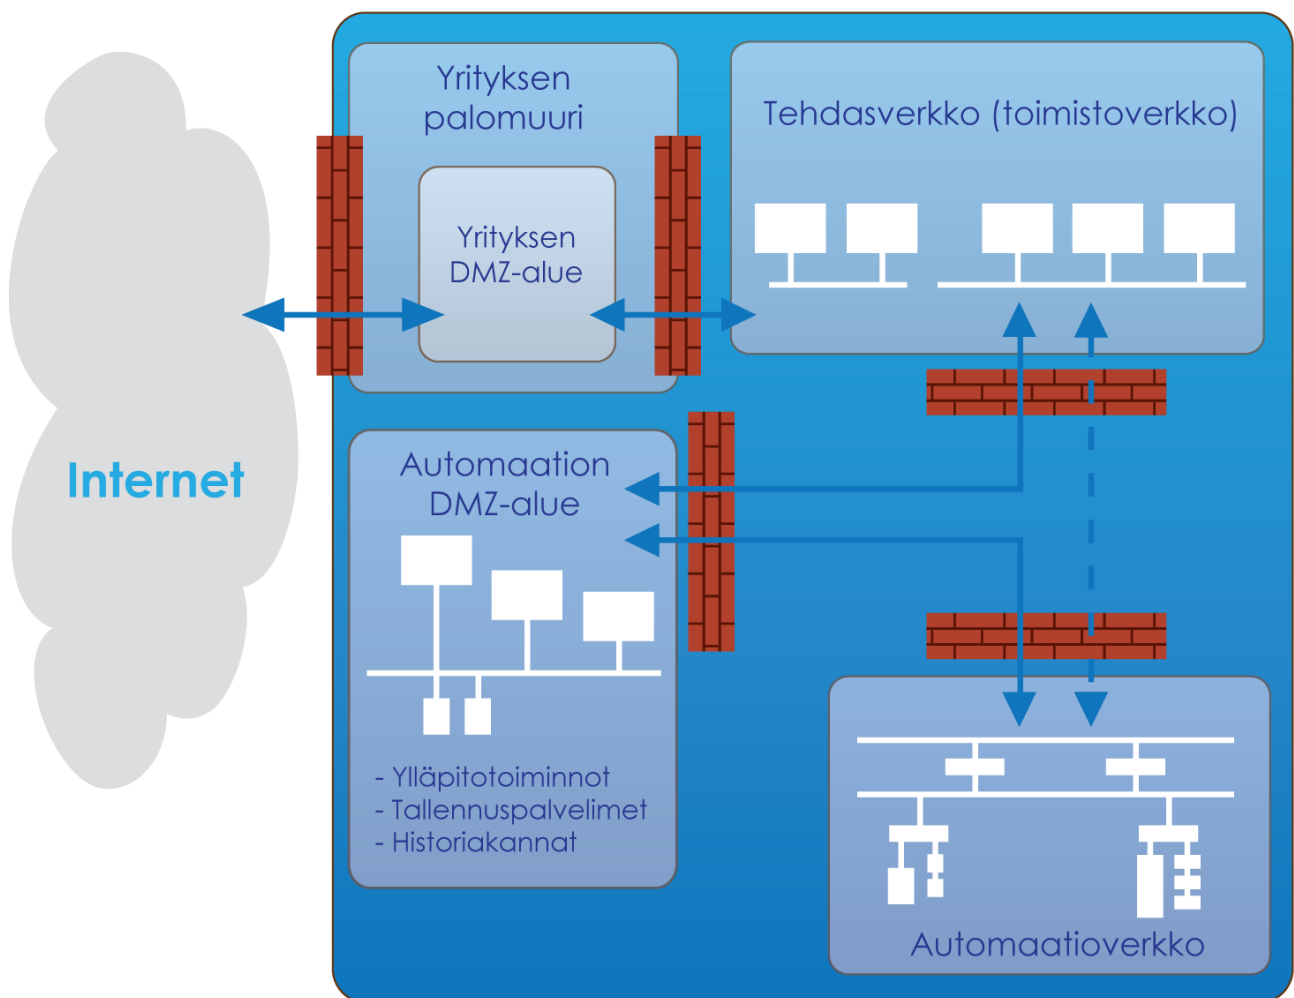 Yrityksen
palomuuri
Yrityksen
DMZ-alue
Tehdasverkko (toimistoverkko)
Internet
Automaation
DMZ-alue
- Ylläpitotoiminnot
- Tallennuspalvelimet
- Historiakannat
Automaatioverkko